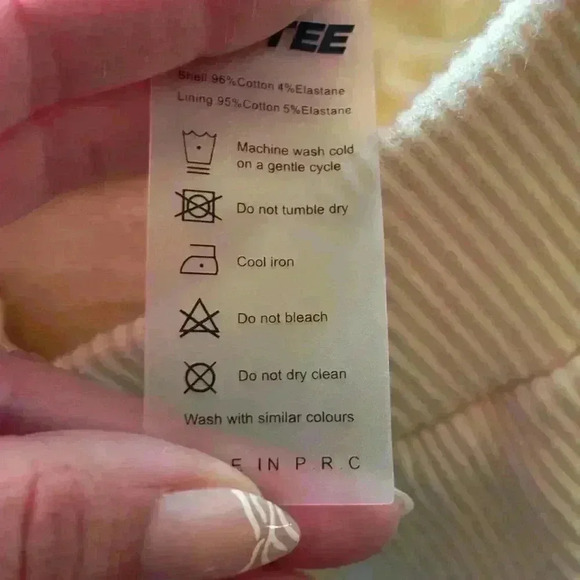 TEE
Shell 96%Cotton 4%Elastane
Lining 95%Cotton 5%Elastane
Machine wash cold
on a gentle cycle
Do not tumble dry
Cool iron
Do not bleach
Do not dry clean
Wash with similar colours
E IN P R C